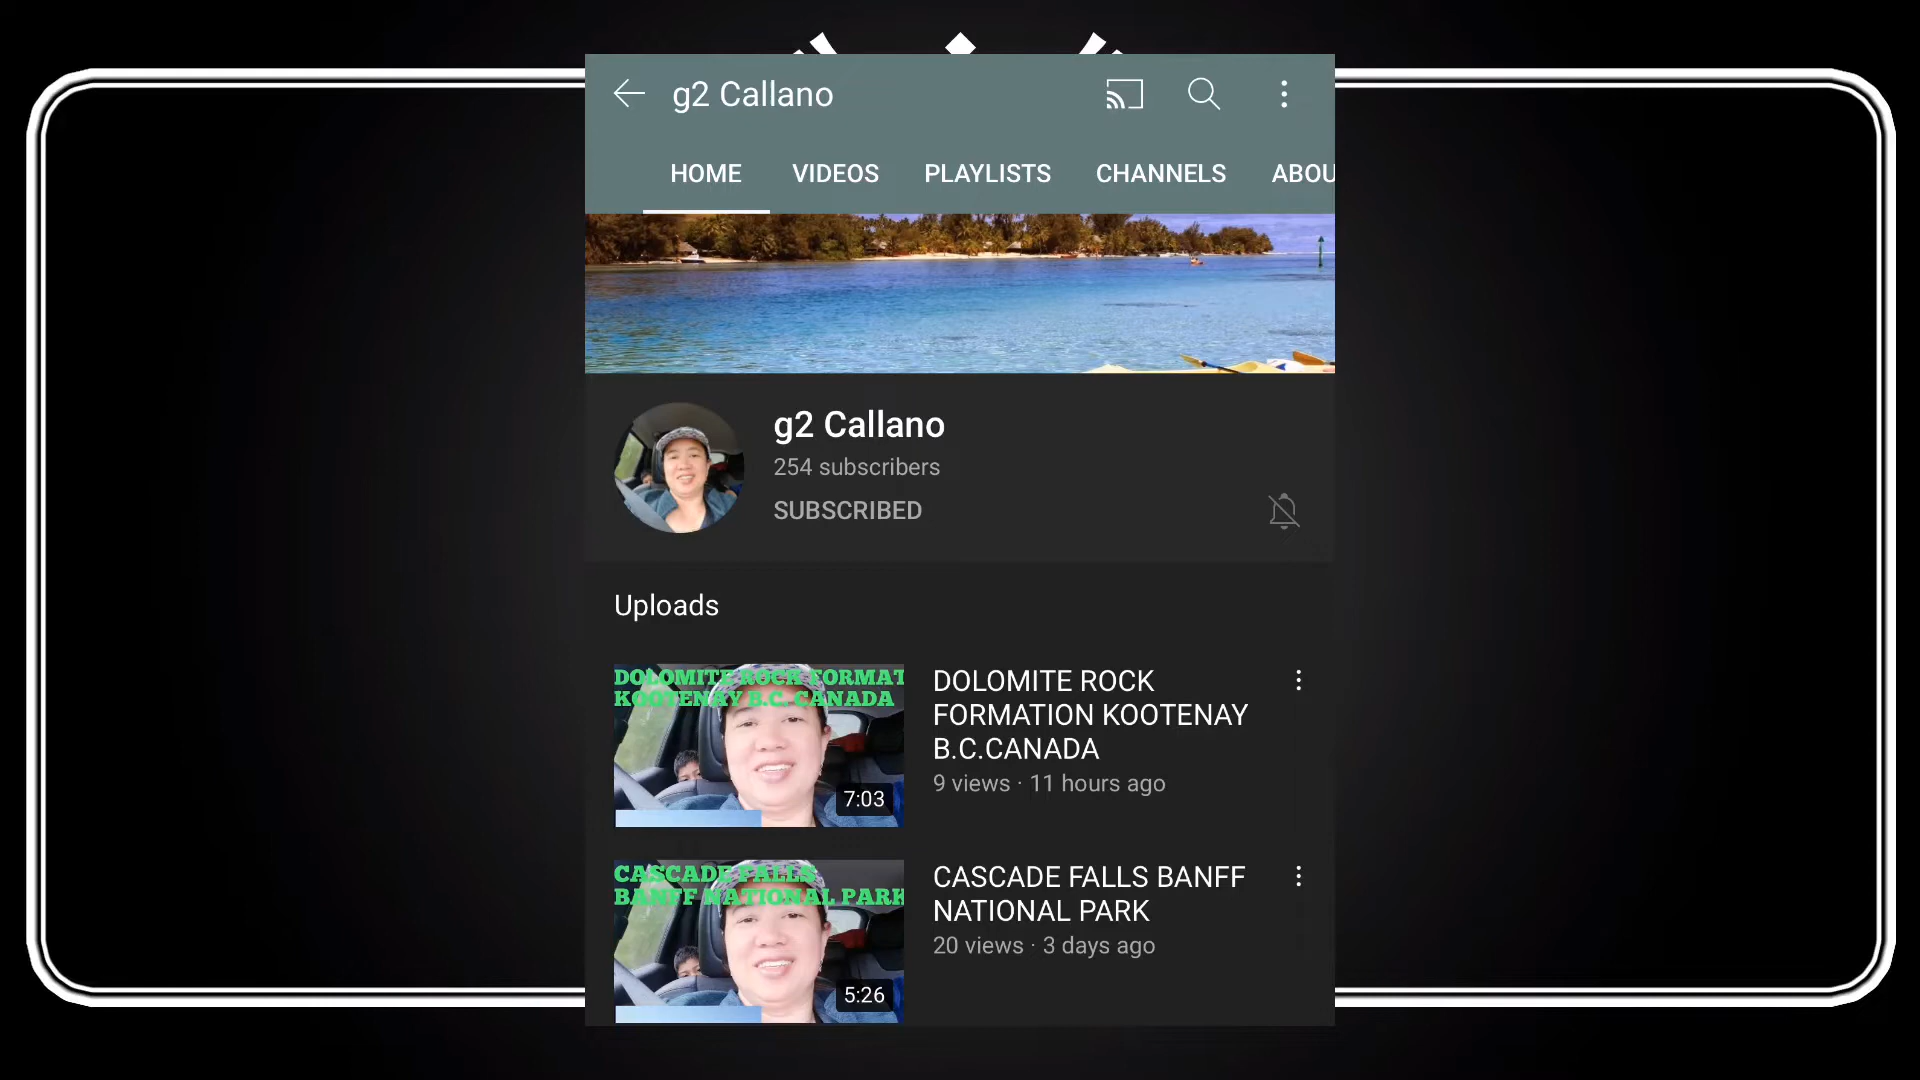 g2 Callano
HOME VIDEOS PLAYLISTS CHANNELS ABOU
g2 Callano
254 subscribers
SUBSCRIBED
Uploads
DOLOMITE ROCK FORMAT
KOOTENAY B.C. CANADA
7:03
DOLOMITE ROCK
FORMATION KOOTENAY
B.C.CANADA
9 views · 11 hours ago
CASCADE FALLS
BANFF NATIONAL PARK
5:26
CASCADE FALLS BANFF
NATIONAL PARK
20 views · 3 days ago